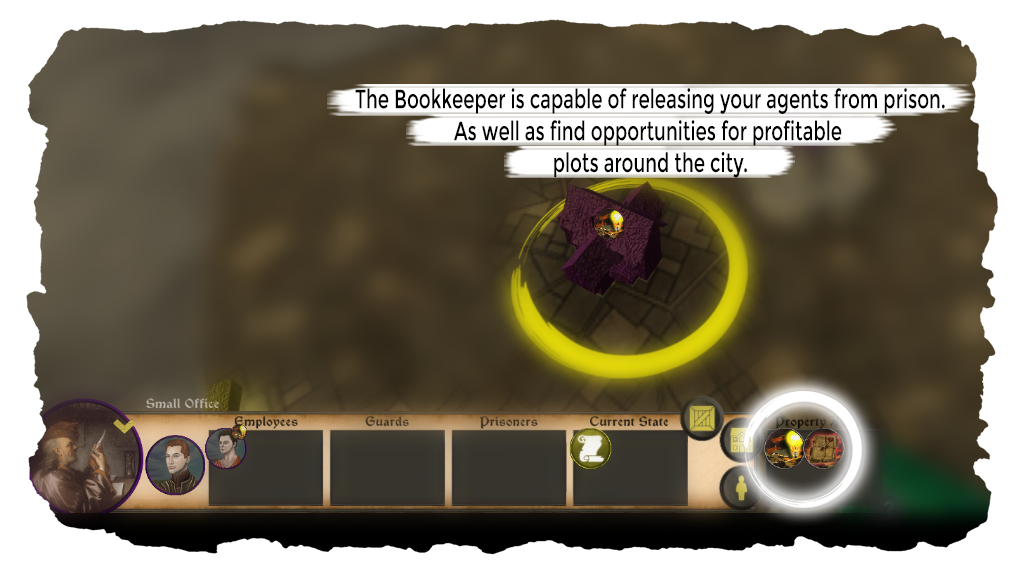 The Bookkeeper is capable of releasing your agents from prison.
As well as find opportunities for profitable
plots around the city.
Small Office
Employees
Guards
Prisoners
Current State
Property